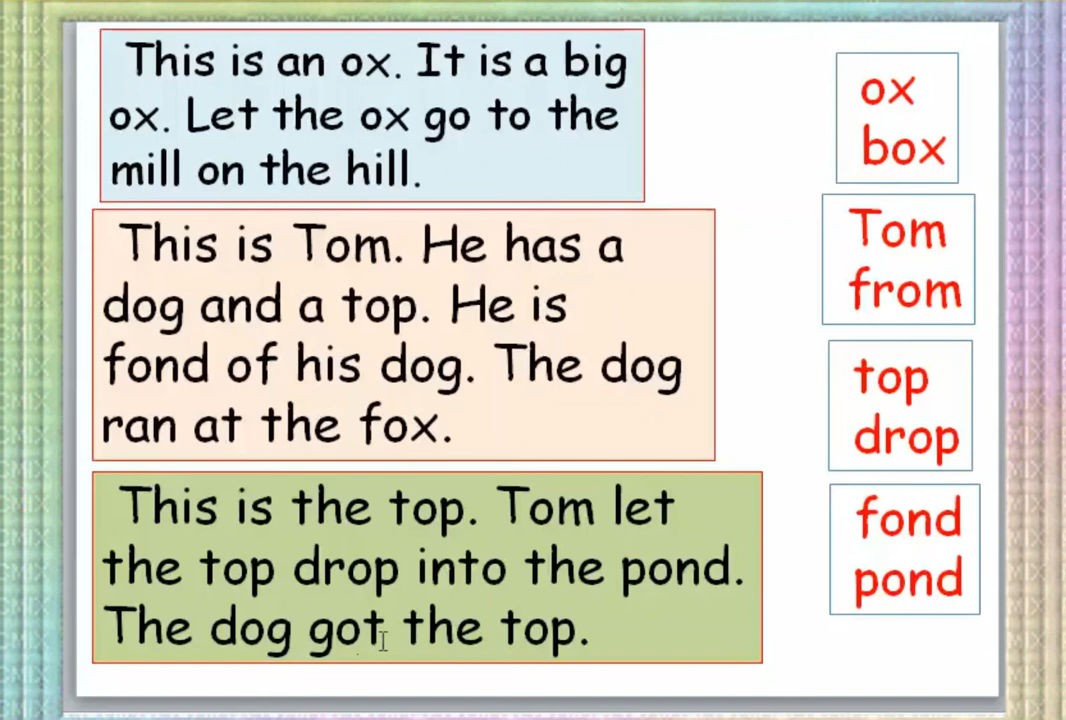 This is an ox. It is a big
ox. Let the ox go to the
mill on the hill.
This is Tom. He has a
dog and a top. He is
fond of his dog. The dog
ran at the fox.
This is the top. Tom let
the top drop into the pond.
The dog got the top.
ox
box
Tom
from
top
drop
fond
pond